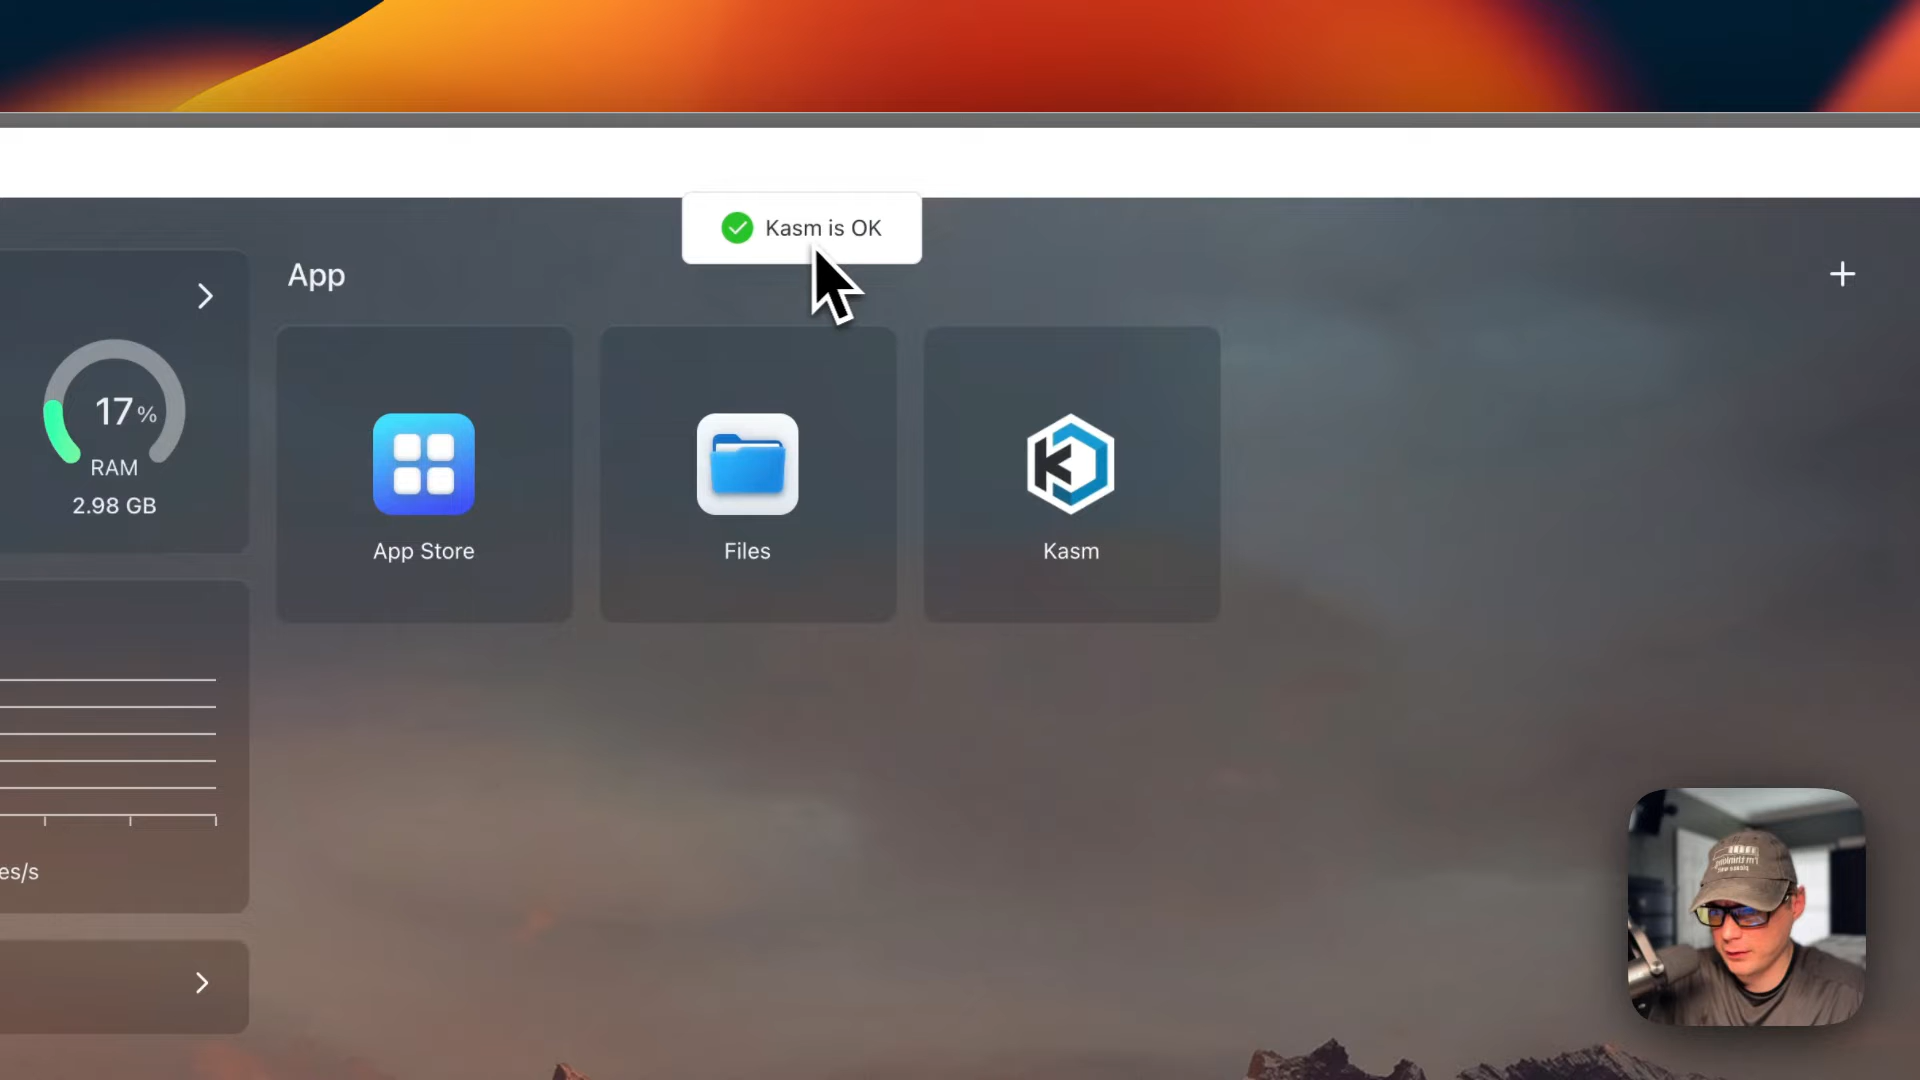 Kasm is OK
App
17%
RAM
2.98 GB
App Store
Files
Kasm
es/s